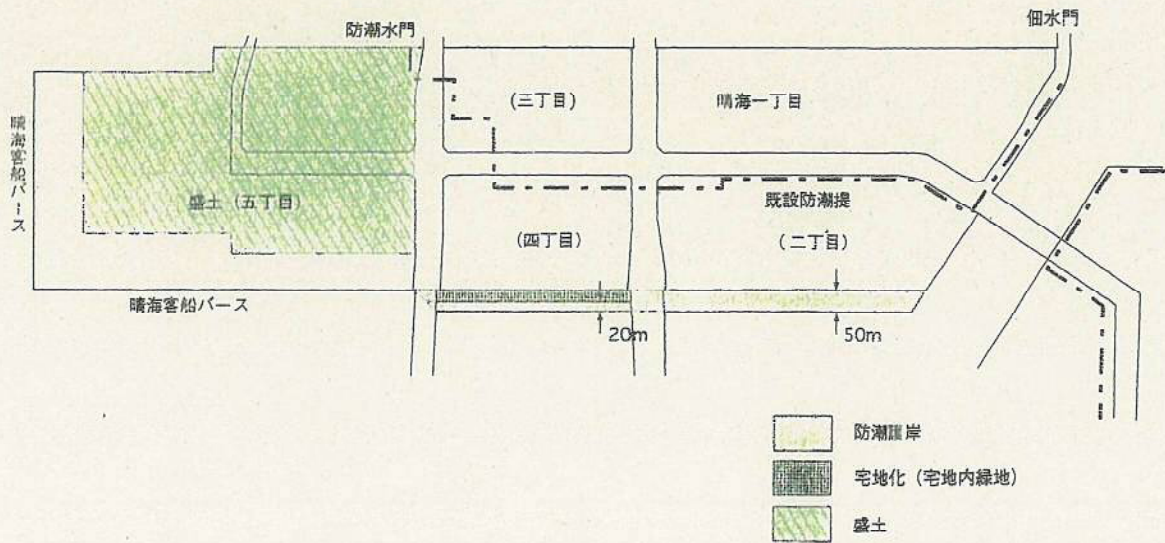 防潮水門
佃水門
(三丁目)
晴海一丁目
晴海客船バース
盛土（五丁目）
既設防潮提
(四丁目)
(二丁目)
晴海客船バース
20m
50m
防潮護岸
宅地化（宅地内緑地）
盛土